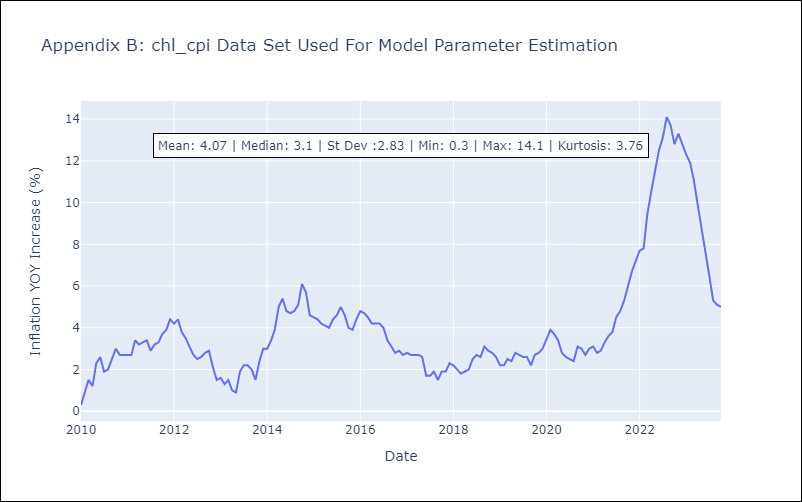 Appendix B: chl_cpi Data Set Used For Model Parameter Estimation
14
Mean: 4.07 | Median: 3.1 | St Dev :2.83 | Min: 0.3 | Max: 14.1 | Kurtosis: 3.76
12
10
8
6
4
2
0
Inflation YOY Increase (%)
2010 2012 2014 2016 2018 2020 2022
Date